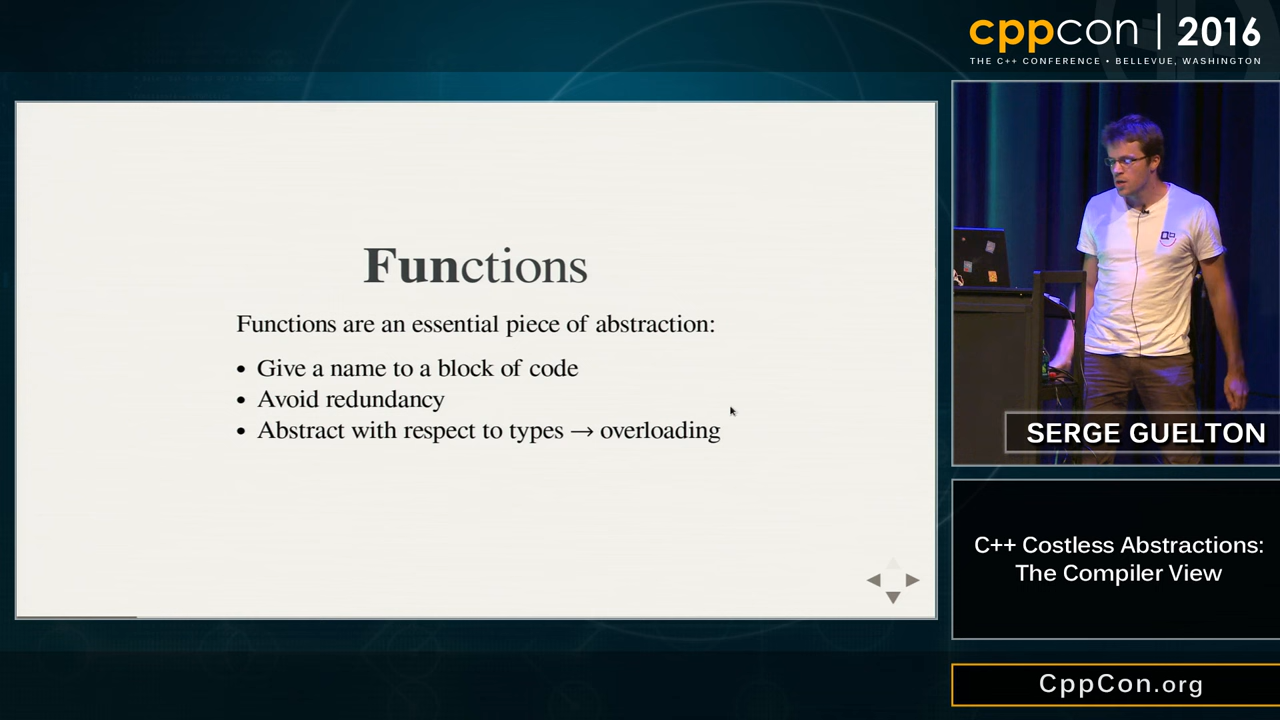 cppcon | 2016
THE C++ CONFERENCE • BELLEVUE, WASHINGTON
Functions
Functions are an essential piece of abstraction:
• Give a name to a block of code
• Avoid redundancy
• Abstract with respect to types → overloading
SERGE GUELTON
C++ Costless Abstractions:
The Compiler View
CppCon.org